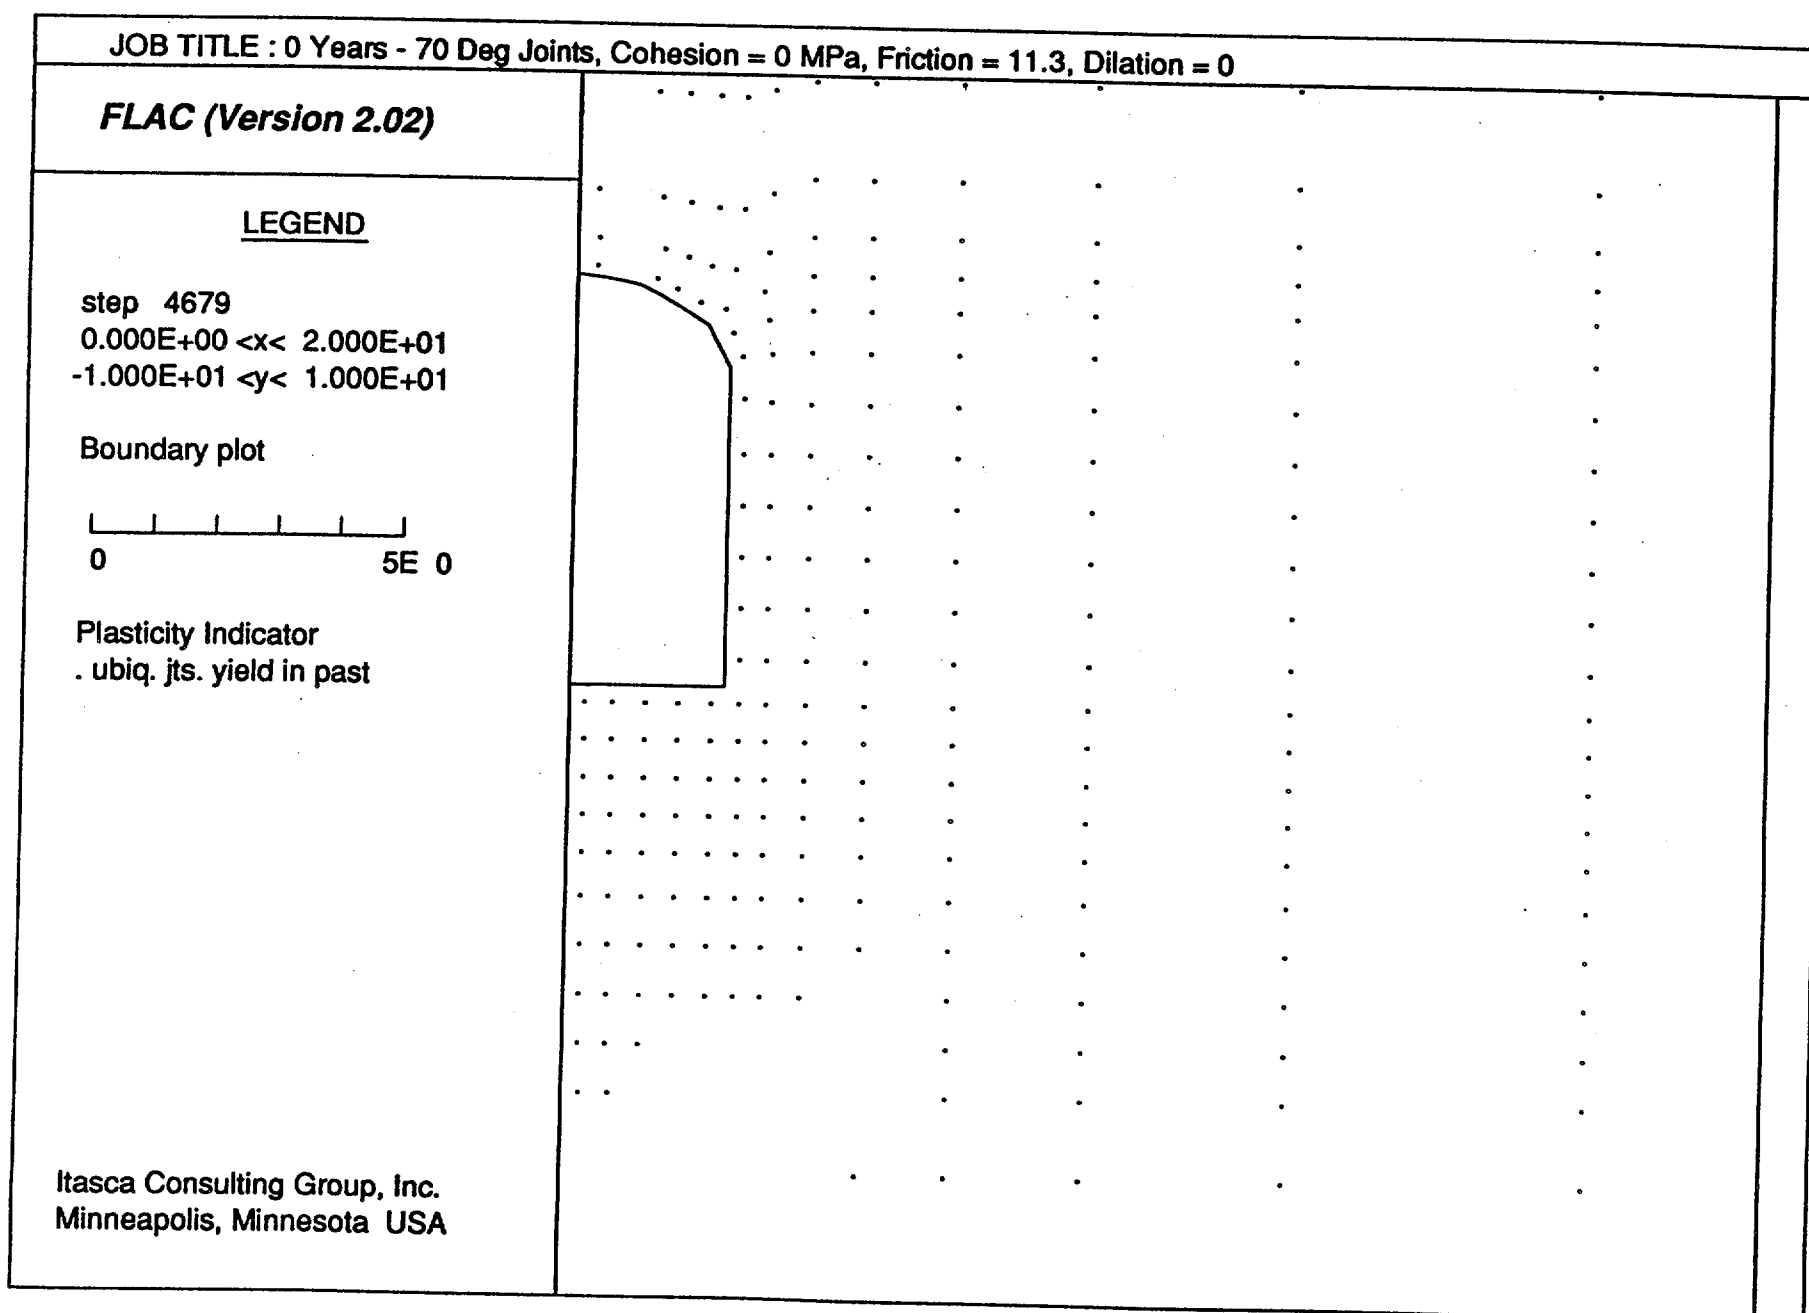 JOB TITLE : 0 Years - 70 Deg Joints, Cohesion = 0 MPa, Friction = 11.3, Dilation = 0
FLAC (Version 2.02)
LEGEND
step 4679
0.000E+00 <x< 2.000E+01
-1.000E+01 <y< 1.000E+01
Boundary plot
0 5E 0
Plasticity Indicator
. ubiq. jts. yield in past
Itasca Consulting Group, Inc.
Minneapolis, Minnesota USA